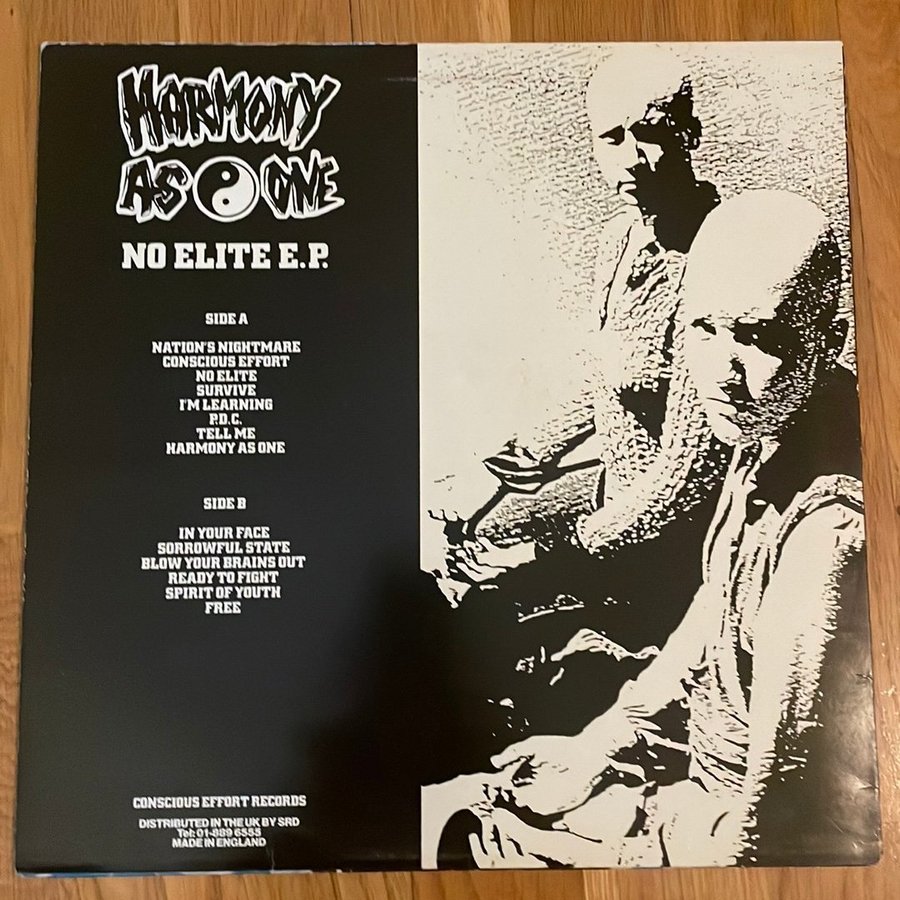 HARMONY
AS ONE
NO ELITE E.P.
SIDE A
NATION'S NIGHTMARE
CONSCIOUS EFFORT
NO ELITE
SURVIVE
I'M LEARNING
P.D.C.
TELL ME
HARMONY AS ONE
SIDE B
IN YOUR FACE
SORROWFUL STATE
BLOW YOUR BRAINS OUT
READY TO FIGHT
SPIRIT OF YOUTH
FREE
CONSCIOUS EFFORT RECORDS
DISTRIBUTED IN THE UK BY SRD
Tel: 01-889 6555
MADE IN ENGLAND